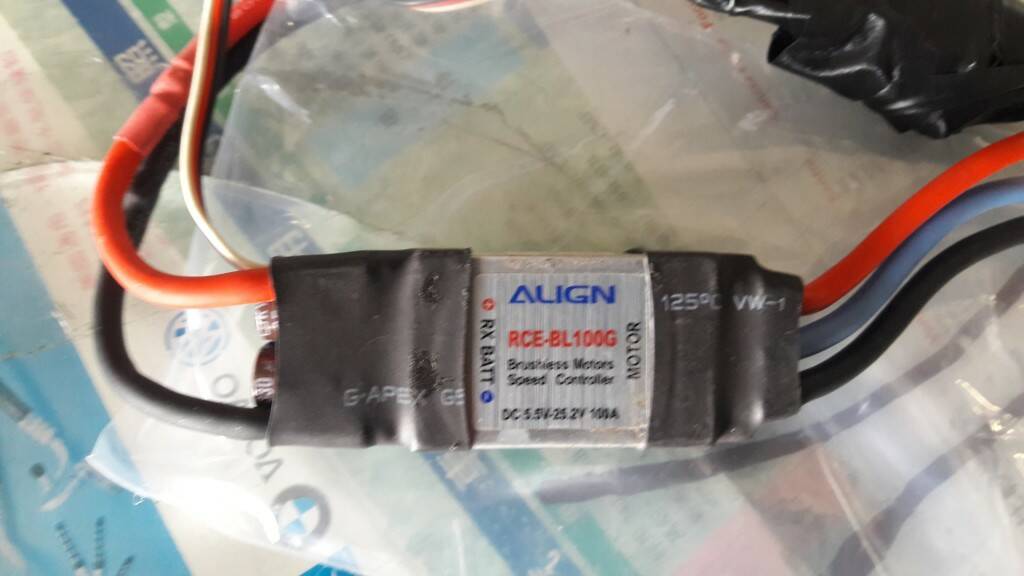 ALIGN
RCE-BL100G
Brushless Motors
Speed Controller
DC 5.5V-25.2V 100A
RX BATT
MOTOR
125°C VW-1
G-APEX G5